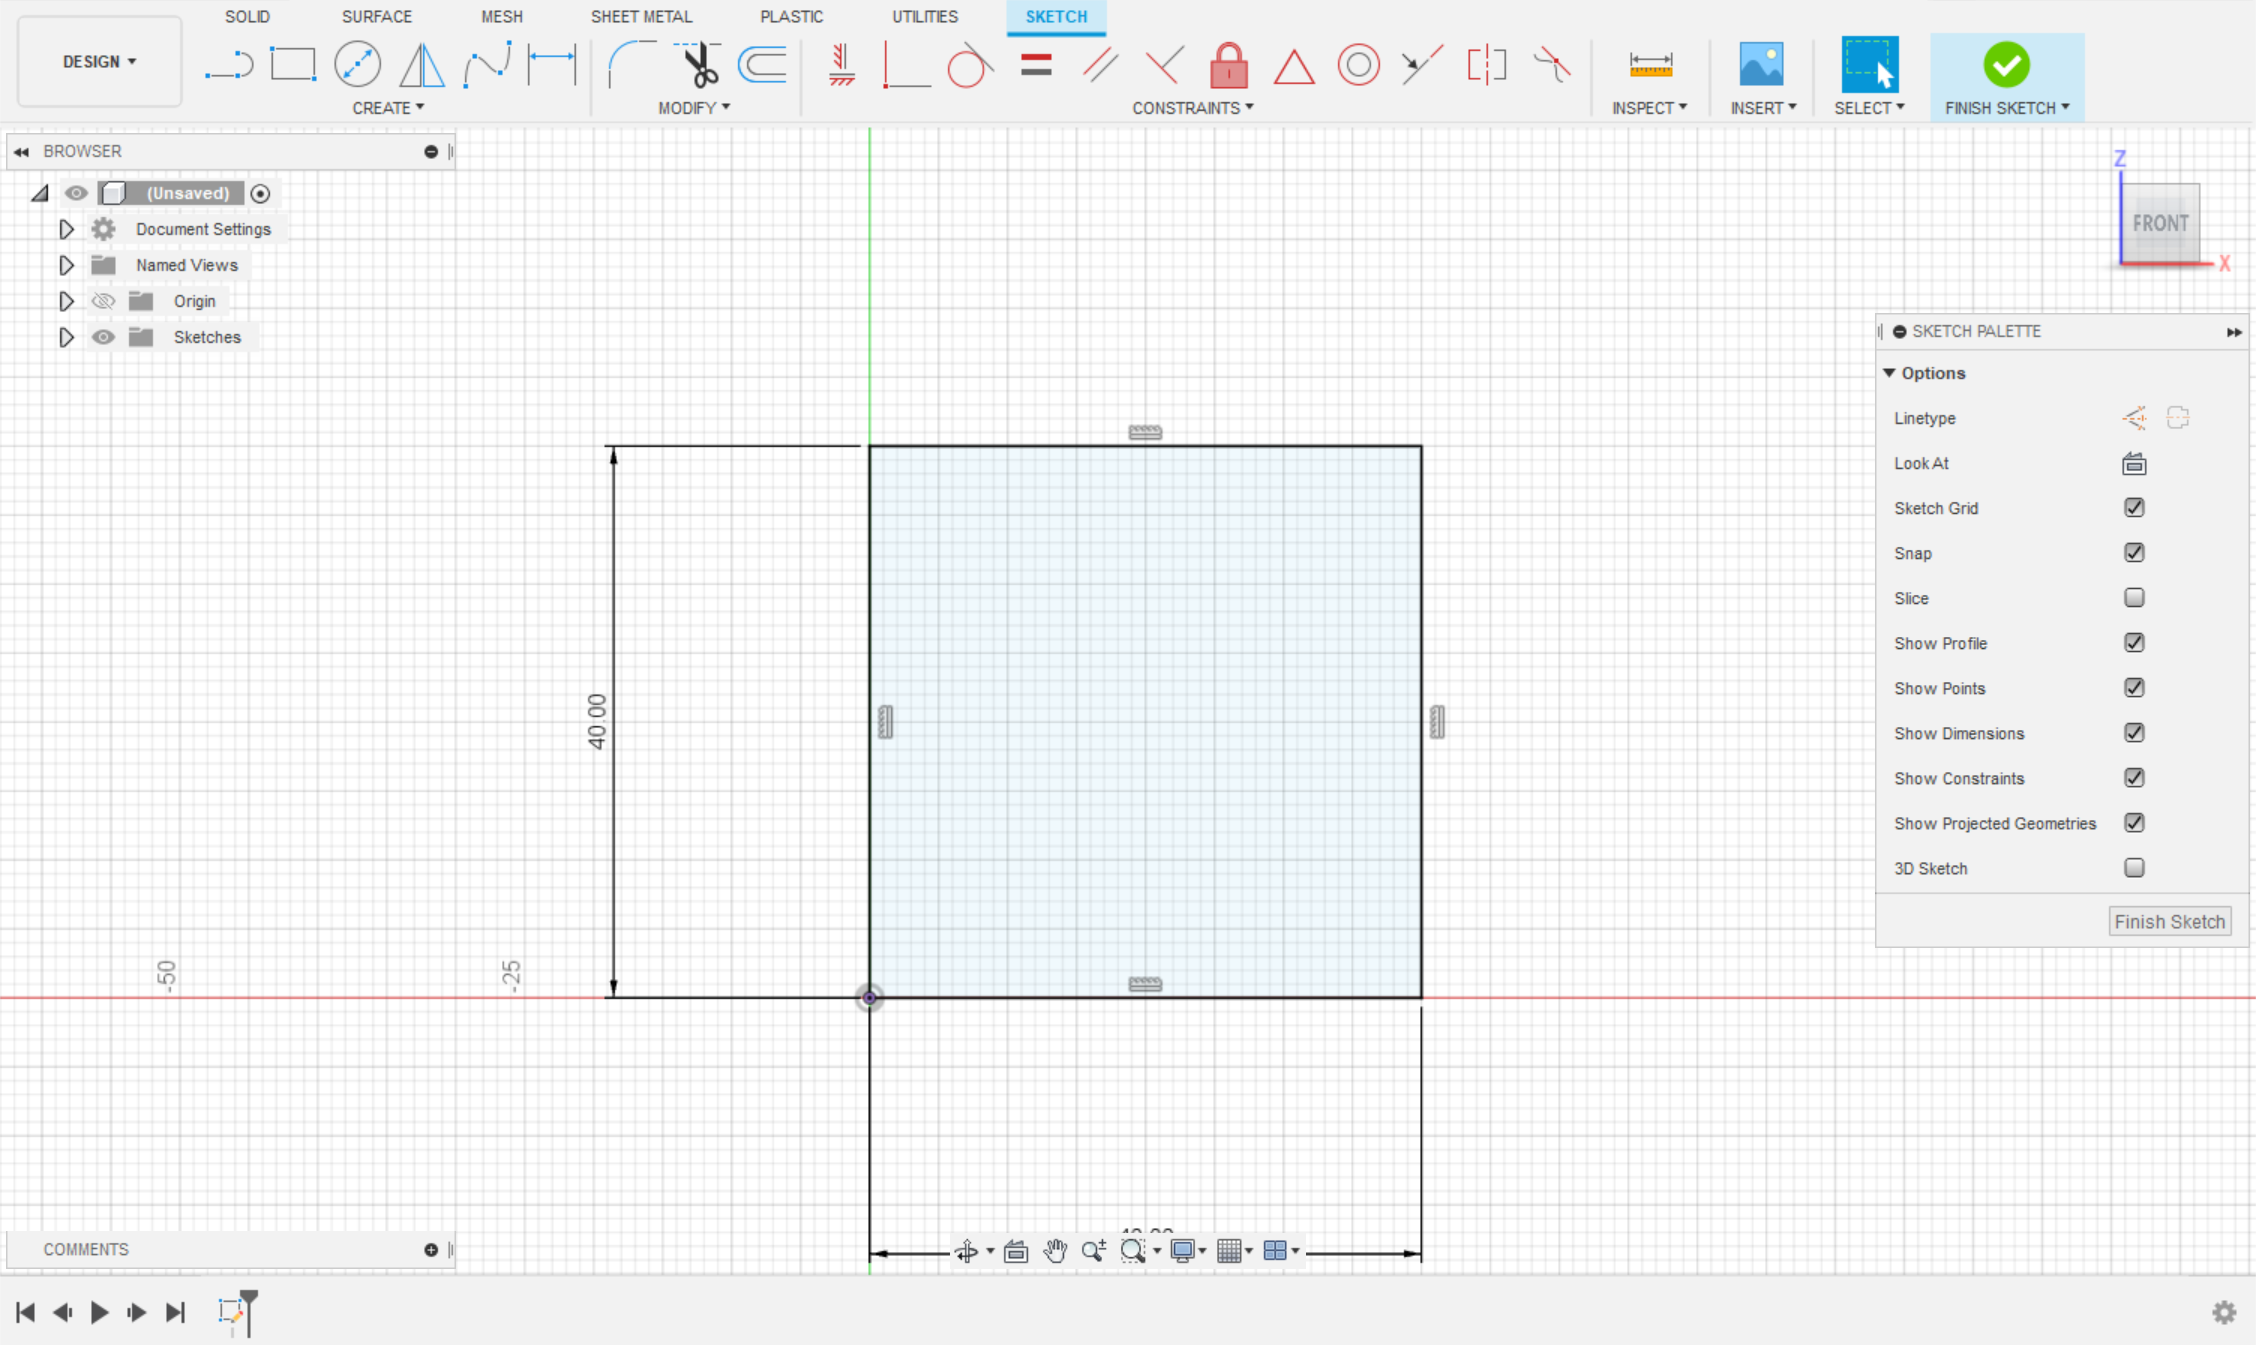 SOLID SURFACE MESH SHEET METAL PLASTIC UTILITIES SKETCH
DESIGN
CREATE MODIFY CONSTRAINTS INSPECT INSERT SELECT FINISH SKETCH
BROWSER
(Unsaved)
Document Settings
Named Views
Origin
Sketches
Z
FRONT
X
SKETCH PALETTE
Options
Linetype
Look At
Sketch Grid
Snap
Slice
Show Profile
Show Points
Show Dimensions
Show Constraints
Show Projected Geometries
3D Sketch
Finish Sketch
40.00
-50
-25
COMMENTS